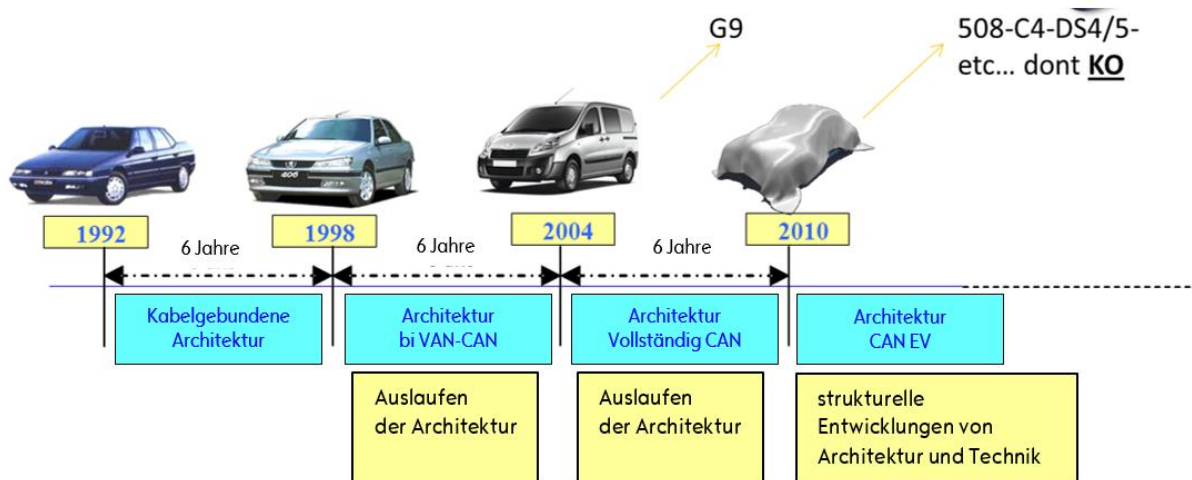 G9
508-C4-DS4/5-
etc... dont KO
406
1992
6 Jahre
1998
6 Jahre
2004
6 Jahre
2010
Kabelgebundene
Architektur
Architektur
bi VAN-CAN
Architektur
Vollständig CAN
Architektur
CAN EV
Auslaufen
der Architektur
Auslaufen
der Architektur
strukturelle
Entwicklungen von
Architektur und Technik